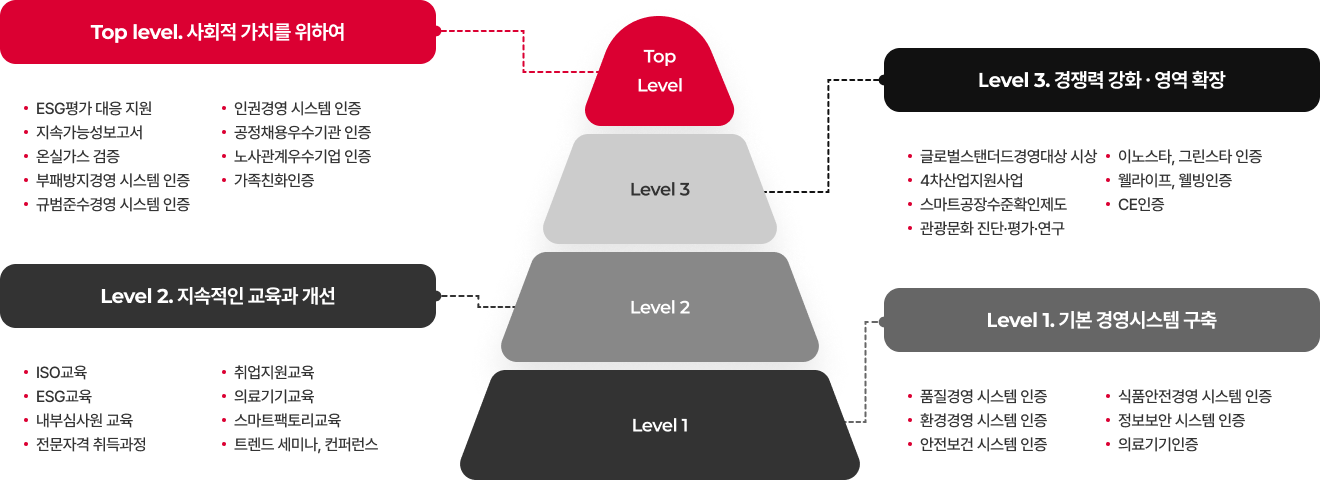 Top level. 사회적 가치를 위하여
ESG평가 대응 지원
지속가능성보고서
온실가스 검증
부패방지경영 시스템 인증
규범준수경영 시스템 인증
인권경영 시스템 인증
공정채용우수기관 인증
노사관계우수기업 인증
가족친화인증
Top
Level
Level 3
Level 2
Level 1
Level 3. 경쟁력 강화 · 영역 확장
글로벌스탠더드경영대상 시상
4차산업지원사업
스마트공장수준확인제도
관광문화 진단·평가·연구
이노스타, 그린스타 인증
웰라이프, 웰빙인증
CE인증
Level 2. 지속적인 교육과 개선
ISO교육
ESG교육
내부심사원 교육
전문자격 취득과정
취업지원교육
의료기기교육
스마트팩토리교육
트렌드 세미나, 컨퍼런스
Level 1. 기본 경영시스템 구축
품질경영 시스템 인증
환경경영 시스템 인증
안전보건 시스템 인증
식품안전경영 시스템 인증
정보보안 시스템 인증
의료기기인증